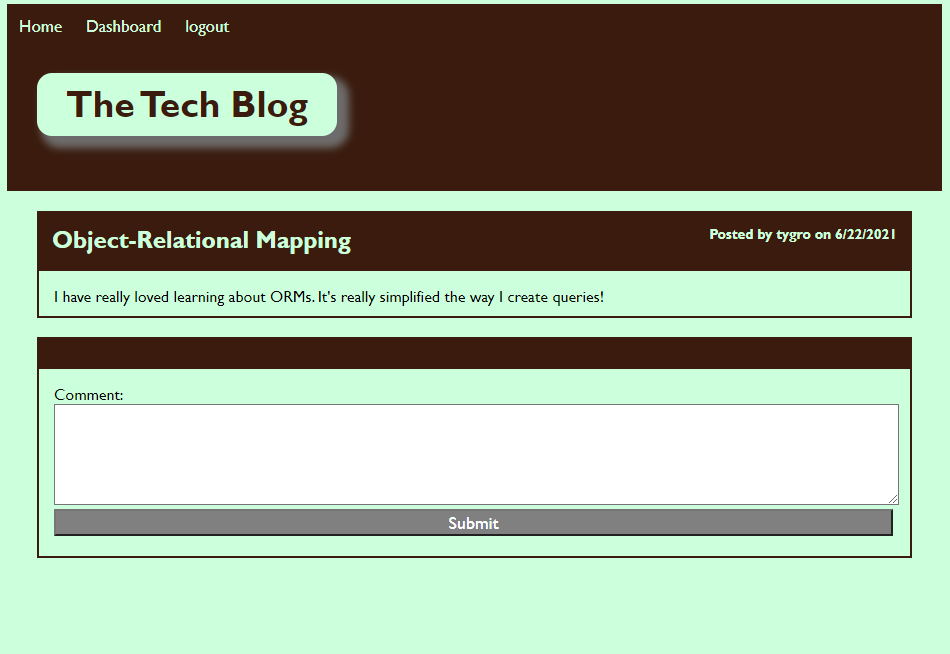 Home Dashboard logout
The Tech Blog
Object-Relational Mapping Posted by tygro on 6/22/2021
I have really loved learning about ORMs. It's really simplified the way I create queries!
Comment:
Submit